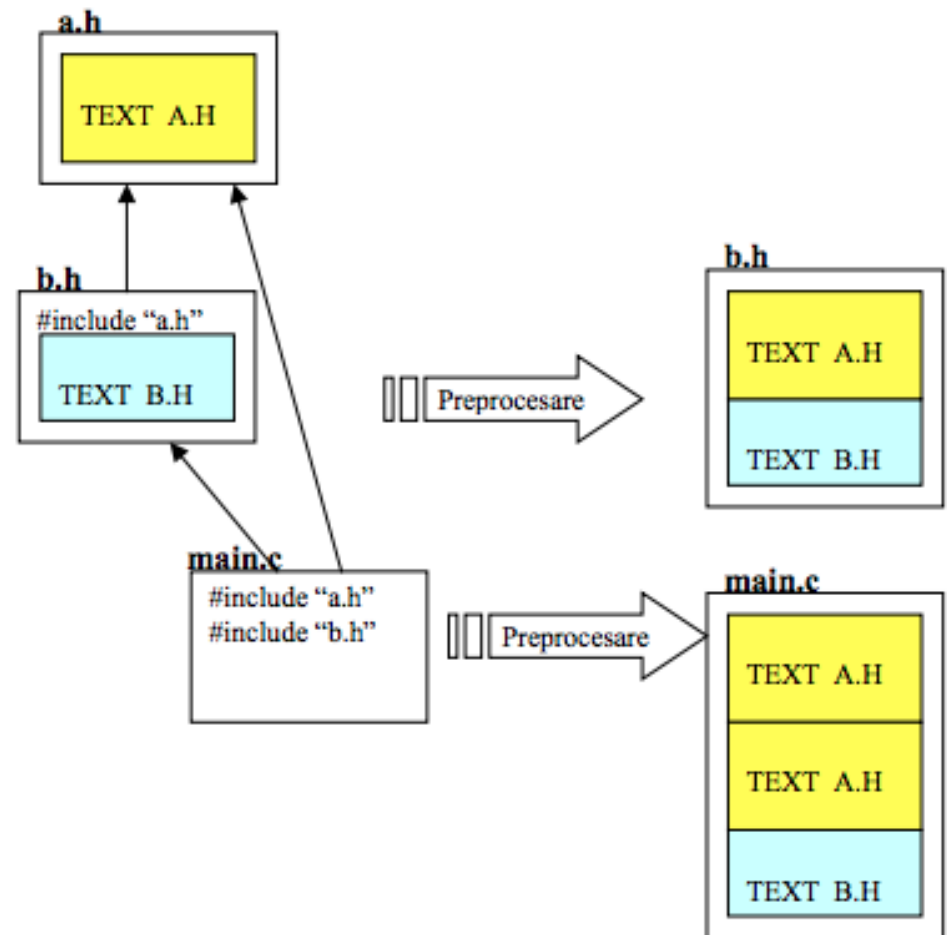 a.h
TEXT A.H
b.h
#include “a.h”
TEXT B.H
Preprocesare
b.h
TEXT A.H
TEXT B.H
main.c
#include “a.h”
#include “b.h”
Preprocesare
main.c
TEXT A.H
TEXT A.H
TEXT B.H